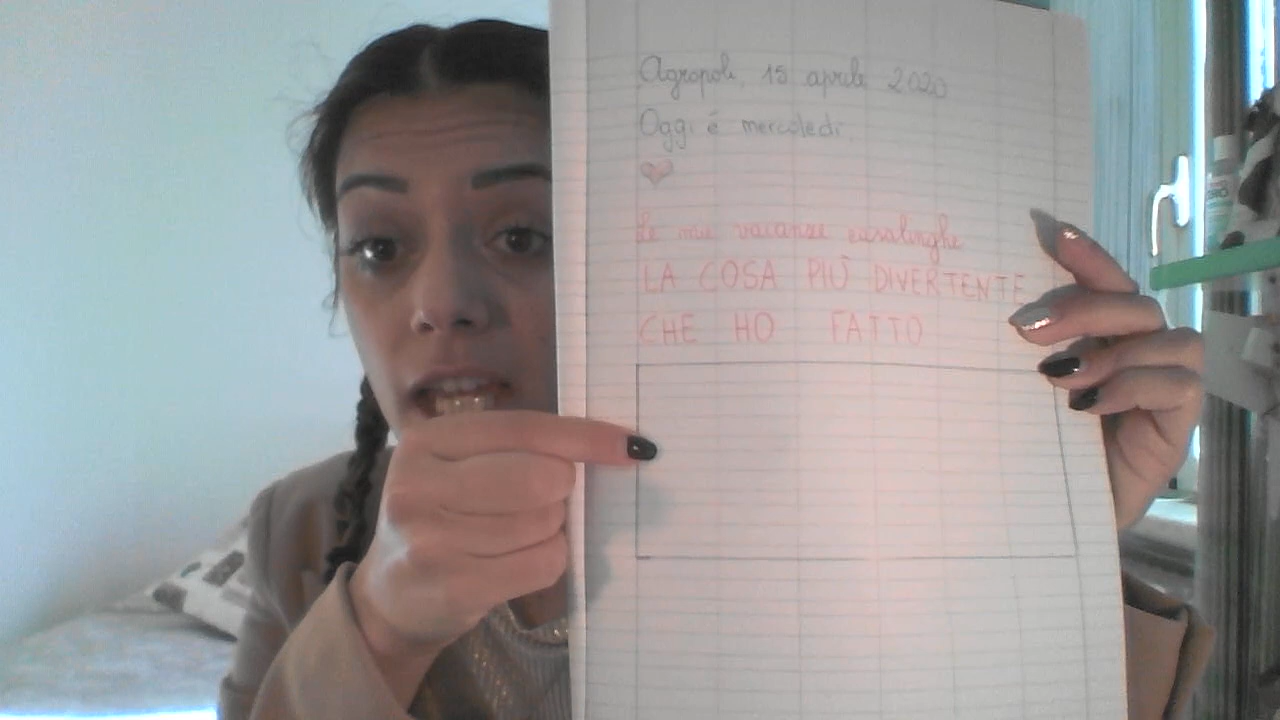 Agropoli, 15 aprile 2020
Oggi é mercoledì
Le mie vacanze casalinghe
LA COSA PIÙ DIVERTENTE
CHE HO FATTO